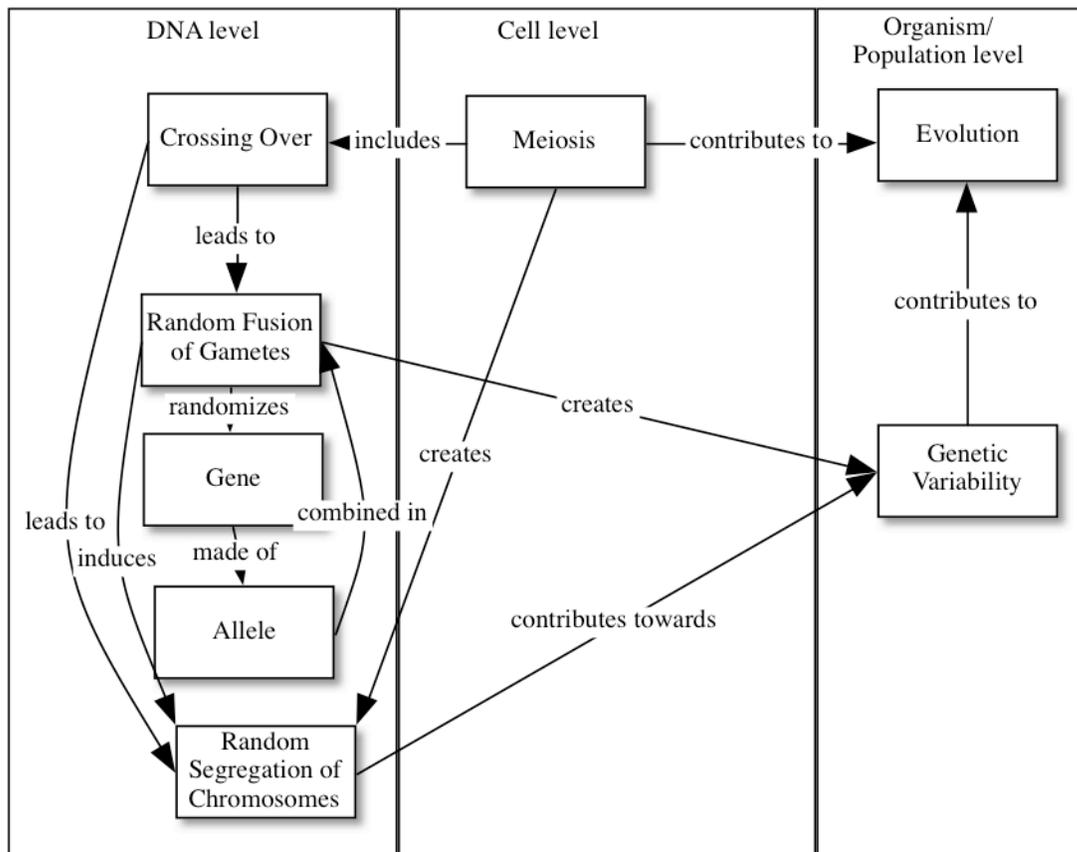 DNA level
Cell level
Organism/
Population level
Crossing Over
includes
Meiosis
contributes to
Evolution
leads to
contributes to
Random Fusion
of Gametes
randomizes
creates
Gene
creates
Genetic
Variability
combined in
leads to
induces
made of
Allele
contributes towards
Random
Segregation of
Chromosomes